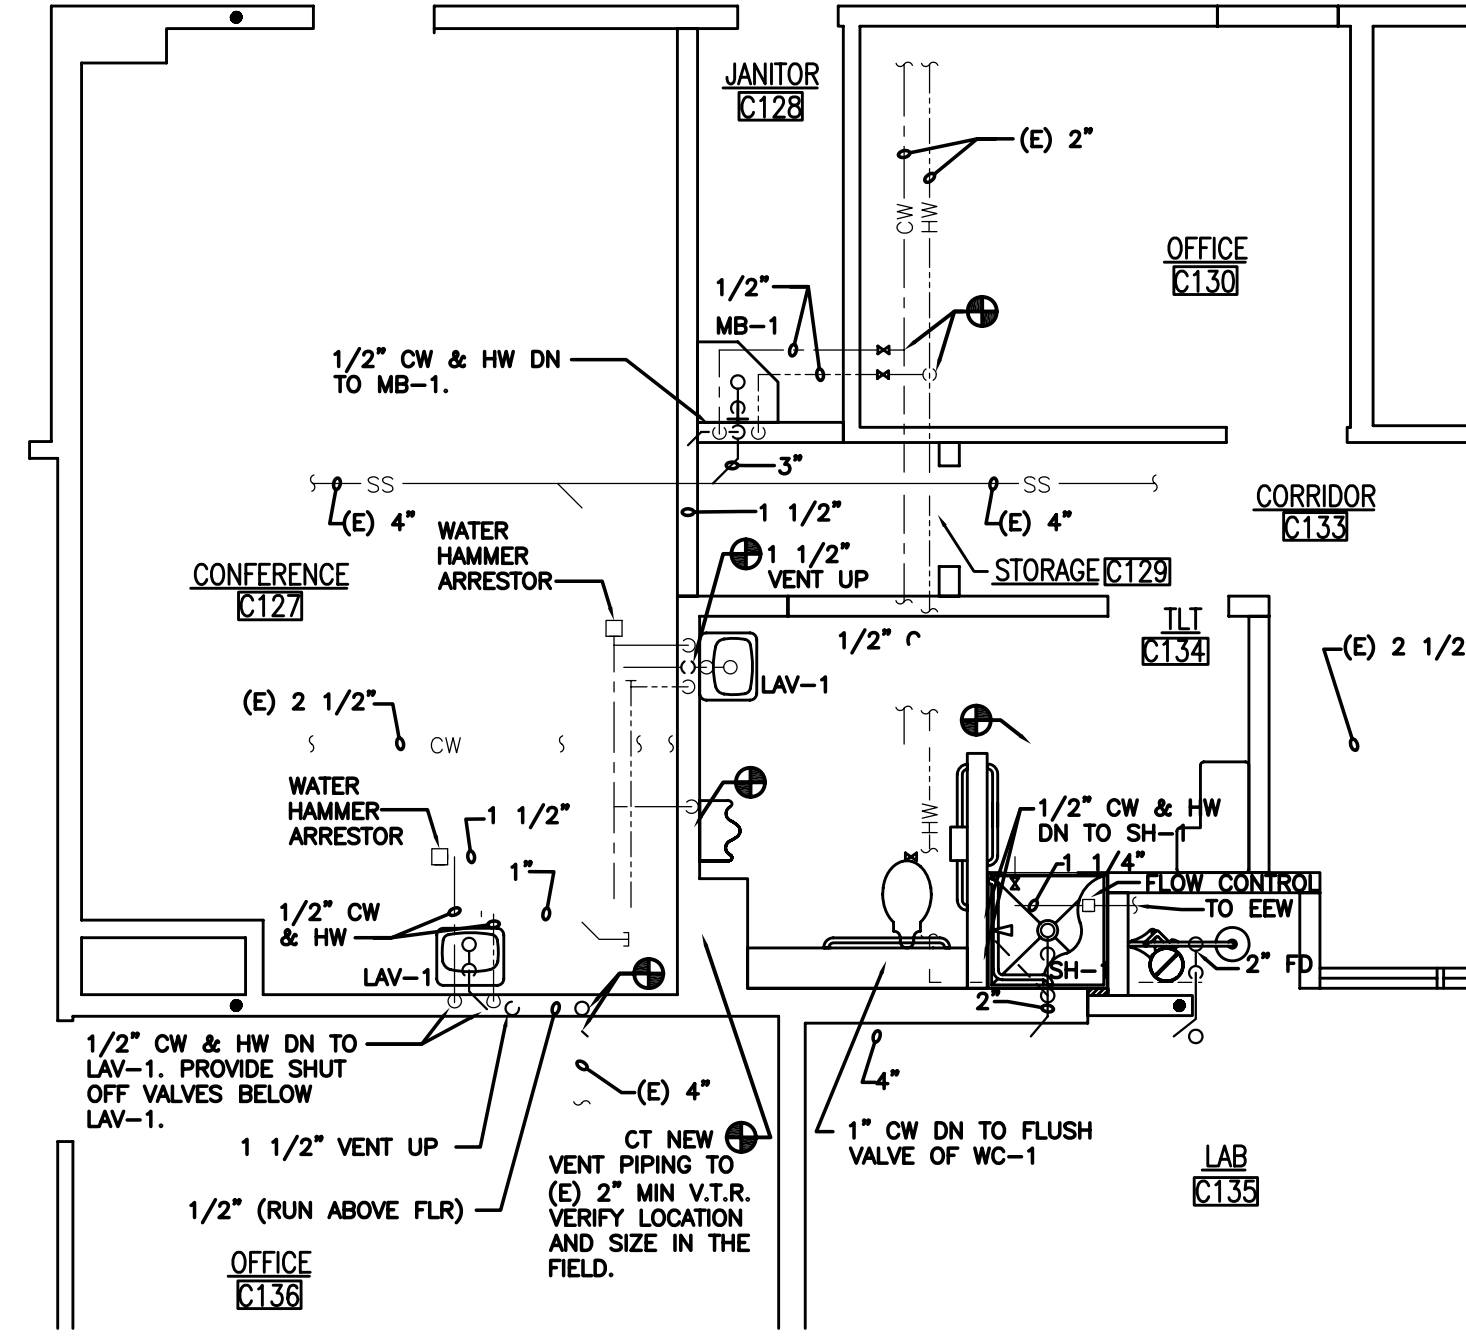 JANITOR
C128
(E) 2"
CW
HW
OFFICE
C130
1/2"
MB-1
1/2" CW & HW DN
TO MB-1.
3"
SS
(E) 4"
SS
(E) 4"
CORRIDOR
C133
1 1/2"
WATER
HAMMER
ARRESTOR
1 1/2"
VENT UP
STORAGE C129
CONFERENCE
C127
TLT
C134
1/2"
(E) 2 1/2
LAV-1
(E) 2 1/2"
CW
WATER
HAMMER
ARRESTOR
1 1/2"
HW
1/2" CW & HW
DN TO SH-1
1 1/4"
1"
FLOW CONTROL
TO EEW
1/2" CW
& HW
LAV-1
SH-1
2" FD
2"
1/2" CW & HW DN TO
LAV-1. PROVIDE SHUT
OFF VALVES BELOW
LAV-1.
(E) 4"
4"
1 1/2" VENT UP
CT NEW
VENT PIPING TO
(E) 2" MIN V.T.R.
VERIFY LOCATION
AND SIZE IN THE
FIELD.
1" CW DN TO FLUSH
VALVE OF WC-1
LAB
C135
1/2" (RUN ABOVE FLR)
OFFICE
C136